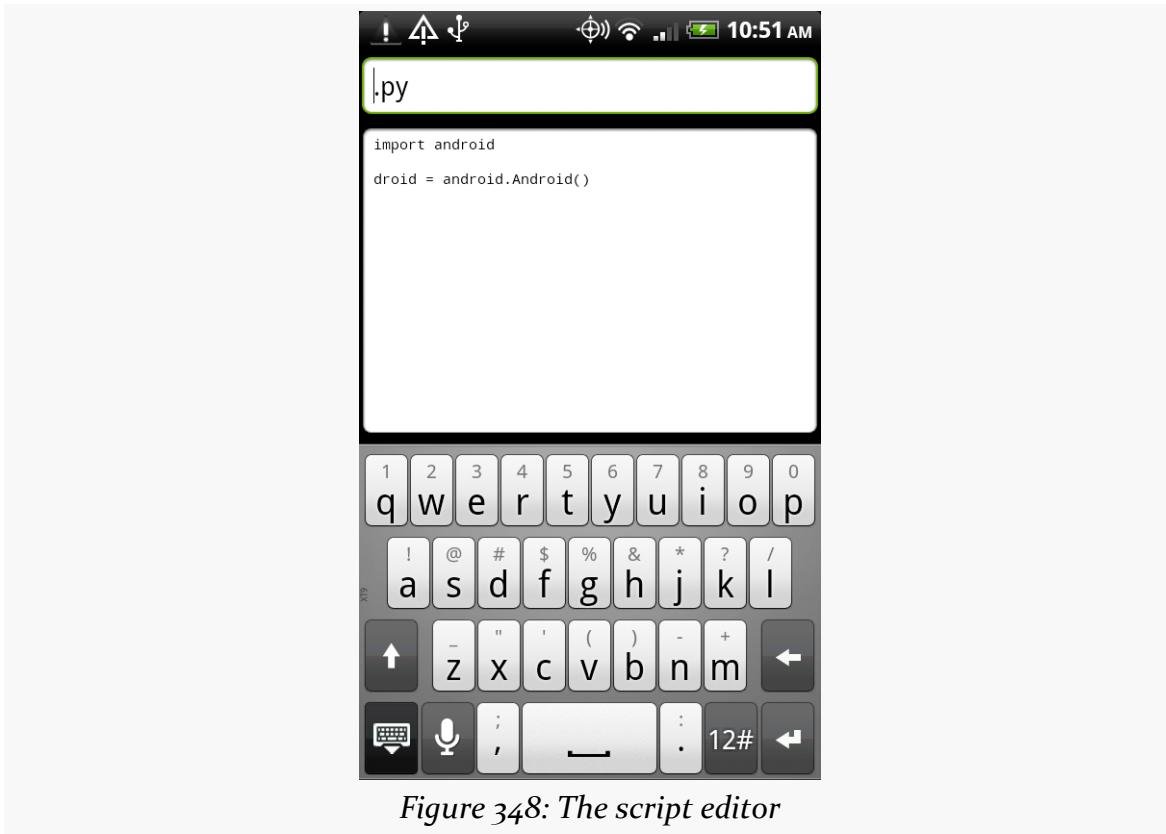 10:51 AM
.py
import android
droid = android.Android()
1 2 3 4 5 6 7 8 9 0
q w e r t y u i o p
! @ # $ % & * ? /
a s d f g h j k l
XT9
_ " ' ( ) - +
z x c v b n m
; :
, . 12#
Figure 348: The script editor